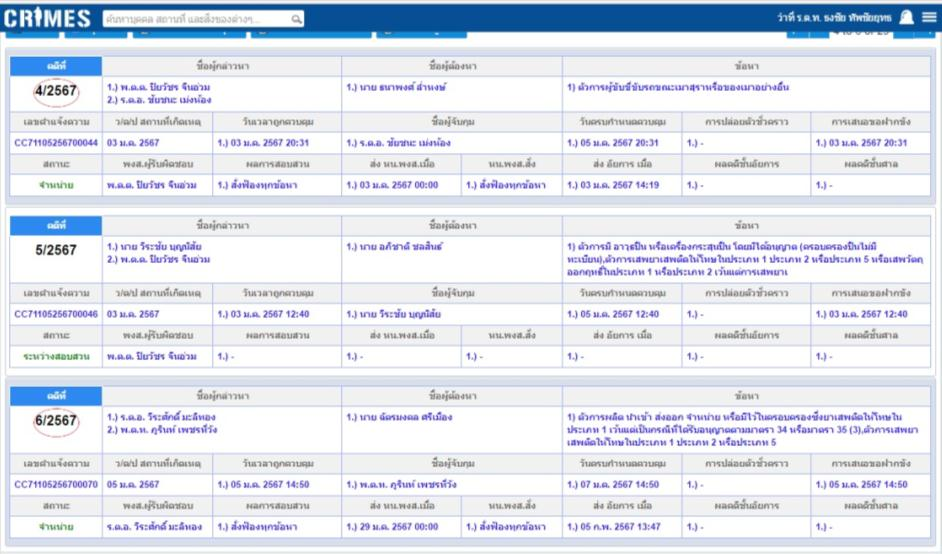 CRIMES ค้นหาบุคคล สถานที่ และสิ่งของต่างๆ... ว่าที่ ร.ต.ท. ธงชัย ทัพชัยยุทธ
คดีที่ ชื่อผู้กล่าวหา ชื่อผู้ต้องหา ข้อหา
4/2567 1.) พ.ต.ต. ปิยวัชร จีนอ่วม 1.) นาย ธนาพงศ์ ล่ำหงษ์ 1) ตัวการผู้ขับขี่ขับรถขณะเมาสุราหรือของเมาอย่างอื่น
2.) ร.ต.อ. ชัยชนะ เม่งห้อง
เลขคำแจ้งความ ว/ด/ป สถานที่เกิดเหตุ วันเวลาถูกควบคุม ชื่อผู้จับกุม วันครบกำหนดควบคุม การปล่อยตัวชั่วคราว การเสนอขอฝากขัง
CC71105256700044 03 ม.ค. 2567 1.) 03 ม.ค. 2567 20:31 1.) ร.ต.อ. ชัยชนะ เม่งห้อง 1.) 05 ม.ค. 2567 20:31 1.) - 1.) 03 ม.ค. 2567 20:31
สถานะ พงส.ผู้รับผิดชอบ ผลการสอบสวน ส่ง หน.พงส.เมื่อ หน.พงส.สั่ง ส่ง อัยการ เมื่อ ผลคดีชั้นอัยการ ผลคดีชั้นศาล
จำหน่าย พ.ต.ต. ปิยวัชร จีนอ่วม 1.) สั่งฟ้องทุกข้อหา 1.) 03 ม.ค. 2567 00:00 1.) สั่งฟ้องทุกข้อหา 1.) 03 ม.ค. 2567 14:19 1.) - 1.) -
คดีที่ ชื่อผู้กล่าวหา ชื่อผู้ต้องหา ข้อหา
5/2567 1.) นาย วีระชัย บุญนิสัย 1.) นาย อภิชาติ ชลสินธ์ 1) ตัวการมี อาวุธปืน หรือเครื่องกระสุนปืน โดยมิได้อนุญาต (ครอบครองปืนไม่มี
2.) พ.ต.ต. ปิยวัชร จีนอ่วม ทะเบียน),ตัวการเสพยาเสพติดให้โทษในประเภท 1 ประเภท 2 หรือประเภท 5 หรือเสพวัตถุ
ออกฤทธิ์ในประเภท 1 หรือประเภท 2 เว้นแต่การเสพยาเ
เลขคำแจ้งความ ว/ด/ป สถานที่เกิดเหตุ วันเวลาถูกควบคุม ชื่อผู้จับกุม วันครบกำหนดควบคุม การปล่อยตัวชั่วคราว การเสนอขอฝากขัง
CC71105256700046 03 ม.ค. 2567 1.) 03 ม.ค. 2567 12:40 1.) นาย วีระชัย บุญนิสัย 1.) 05 ม.ค. 2567 12:40 1.) - 1.) 03 ม.ค. 2567 12:40
สถานะ พงส.ผู้รับผิดชอบ ผลการสอบสวน ส่ง หน.พงส.เมื่อ หน.พงส.สั่ง ส่ง อัยการ เมื่อ ผลคดีชั้นอัยการ ผลคดีชั้นศาล
ระหว่างสอบสวน พ.ต.ต. ปิยวัชร จีนอ่วม 1.) - 1.) - 1.) - 1.) - 1.) - 1.) -
คดีที่ ชื่อผู้กล่าวหา ชื่อผู้ต้องหา ข้อหา
6/2567 1.) ร.ต.อ. วีระศักดิ์ มะลิทอง 1.) นาย ฉัตรมงคล ศรีเมือง 1) ตัวการผลิต นำเข้า ส่งออก จำหน่าย หรือมีไว้ในครอบครองซึ่งยาเสพติดให้โทษใน
2.) พ.ต.ท. ภูรินท์ เพชรที่วัง ประเภท 1 เว้นแต่เป็นกรณีที่ได้รับอนุญาตตามมาตรา 34 หรือมาตรา 35 (3),ตัวการเสพยา
เสพติดให้โทษในประเภท 1 ประเภท 2 หรือประเภท 5
เลขคำแจ้งความ ว/ด/ป สถานที่เกิดเหตุ วันเวลาถูกควบคุม ชื่อผู้จับกุม วันครบกำหนดควบคุม การปล่อยตัวชั่วคราว การเสนอขอฝากขัง
CC71105256700070 05 ม.ค. 2567 1.) 05 ม.ค. 2567 14:50 1.) พ.ต.ท. ภูรินท์ เพชรที่วัง 1.) 07 ม.ค. 2567 14:50 1.) - 1.) 05 ม.ค. 2567 14:50
สถานะ พงส.ผู้รับผิดชอบ ผลการสอบสวน ส่ง หน.พงส.เมื่อ หน.พงส.สั่ง ส่ง อัยการ เมื่อ ผลคดีชั้นอัยการ ผลคดีชั้นศาล
จำหน่าย ร.ต.อ. วีระศักดิ์ มะลิทอง 1.) สั่งฟ้องทุกข้อหา 1.) 29 ม.ค. 2567 00:00 1.) สั่งฟ้องทุกข้อหา 1.) 05 ก.พ. 2567 13:47 1.) - 1.) -